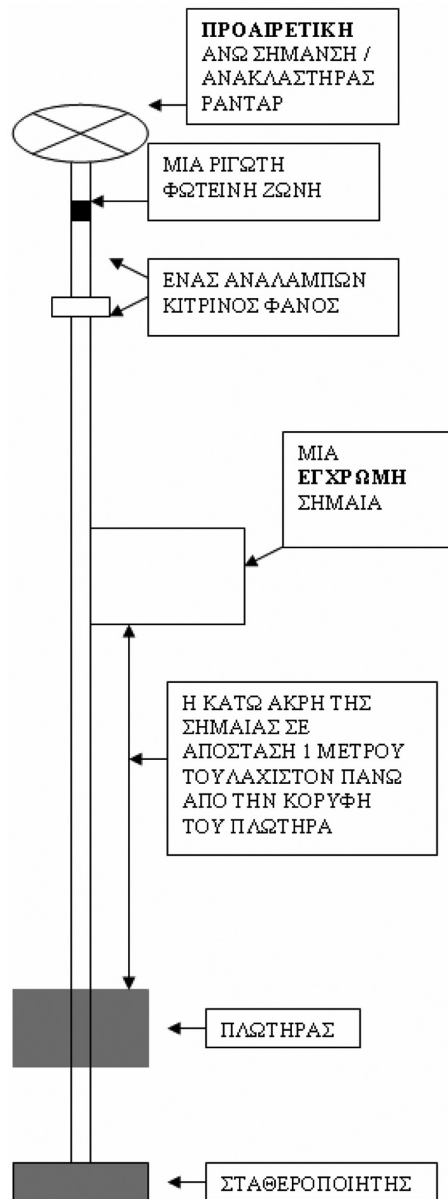 ΠΡΟΑΙΡΕΤΙΚΗ
ΑΝΩ ΣΗΜΑΝΣΗ /
ΑΝΑΚΛΑΣΤΗΡΑΣ
ΡΑΝΤΑΡ
ΜΙΑ ΡΙΓΩΤΗ
ΦΩΤΕΙΝΗ ΖΩΝΗ
ΕΝΑΣ ΑΝΑΛΑΜΠΩΝ
ΚΙΤΡΙΝΟΣ ΦΑΝΟΣ
ΜΙΑ
ΕΓΧΡΩΜΗ
ΣΗΜΑΙΑ
Η ΚΑΤΩ ΑΚΡΗ ΤΗΣ
ΣΗΜΑΙΑΣ ΣΕ
ΑΠΟΣΤΑΣΗ 1 ΜΕΤΡΟΥ
ΤΟΥΛΑΧΙΣΤΟΝ ΠΑΝΩ
ΑΠΟ ΤΗΝ ΚΟΡΥΦΗ
ΤΟΥ ΠΛΩΤΗΡΑ
ΠΛΩΤΗΡΑΣ
ΣΤΑΘΕΡΟΠΟΙΗΤΗΣ